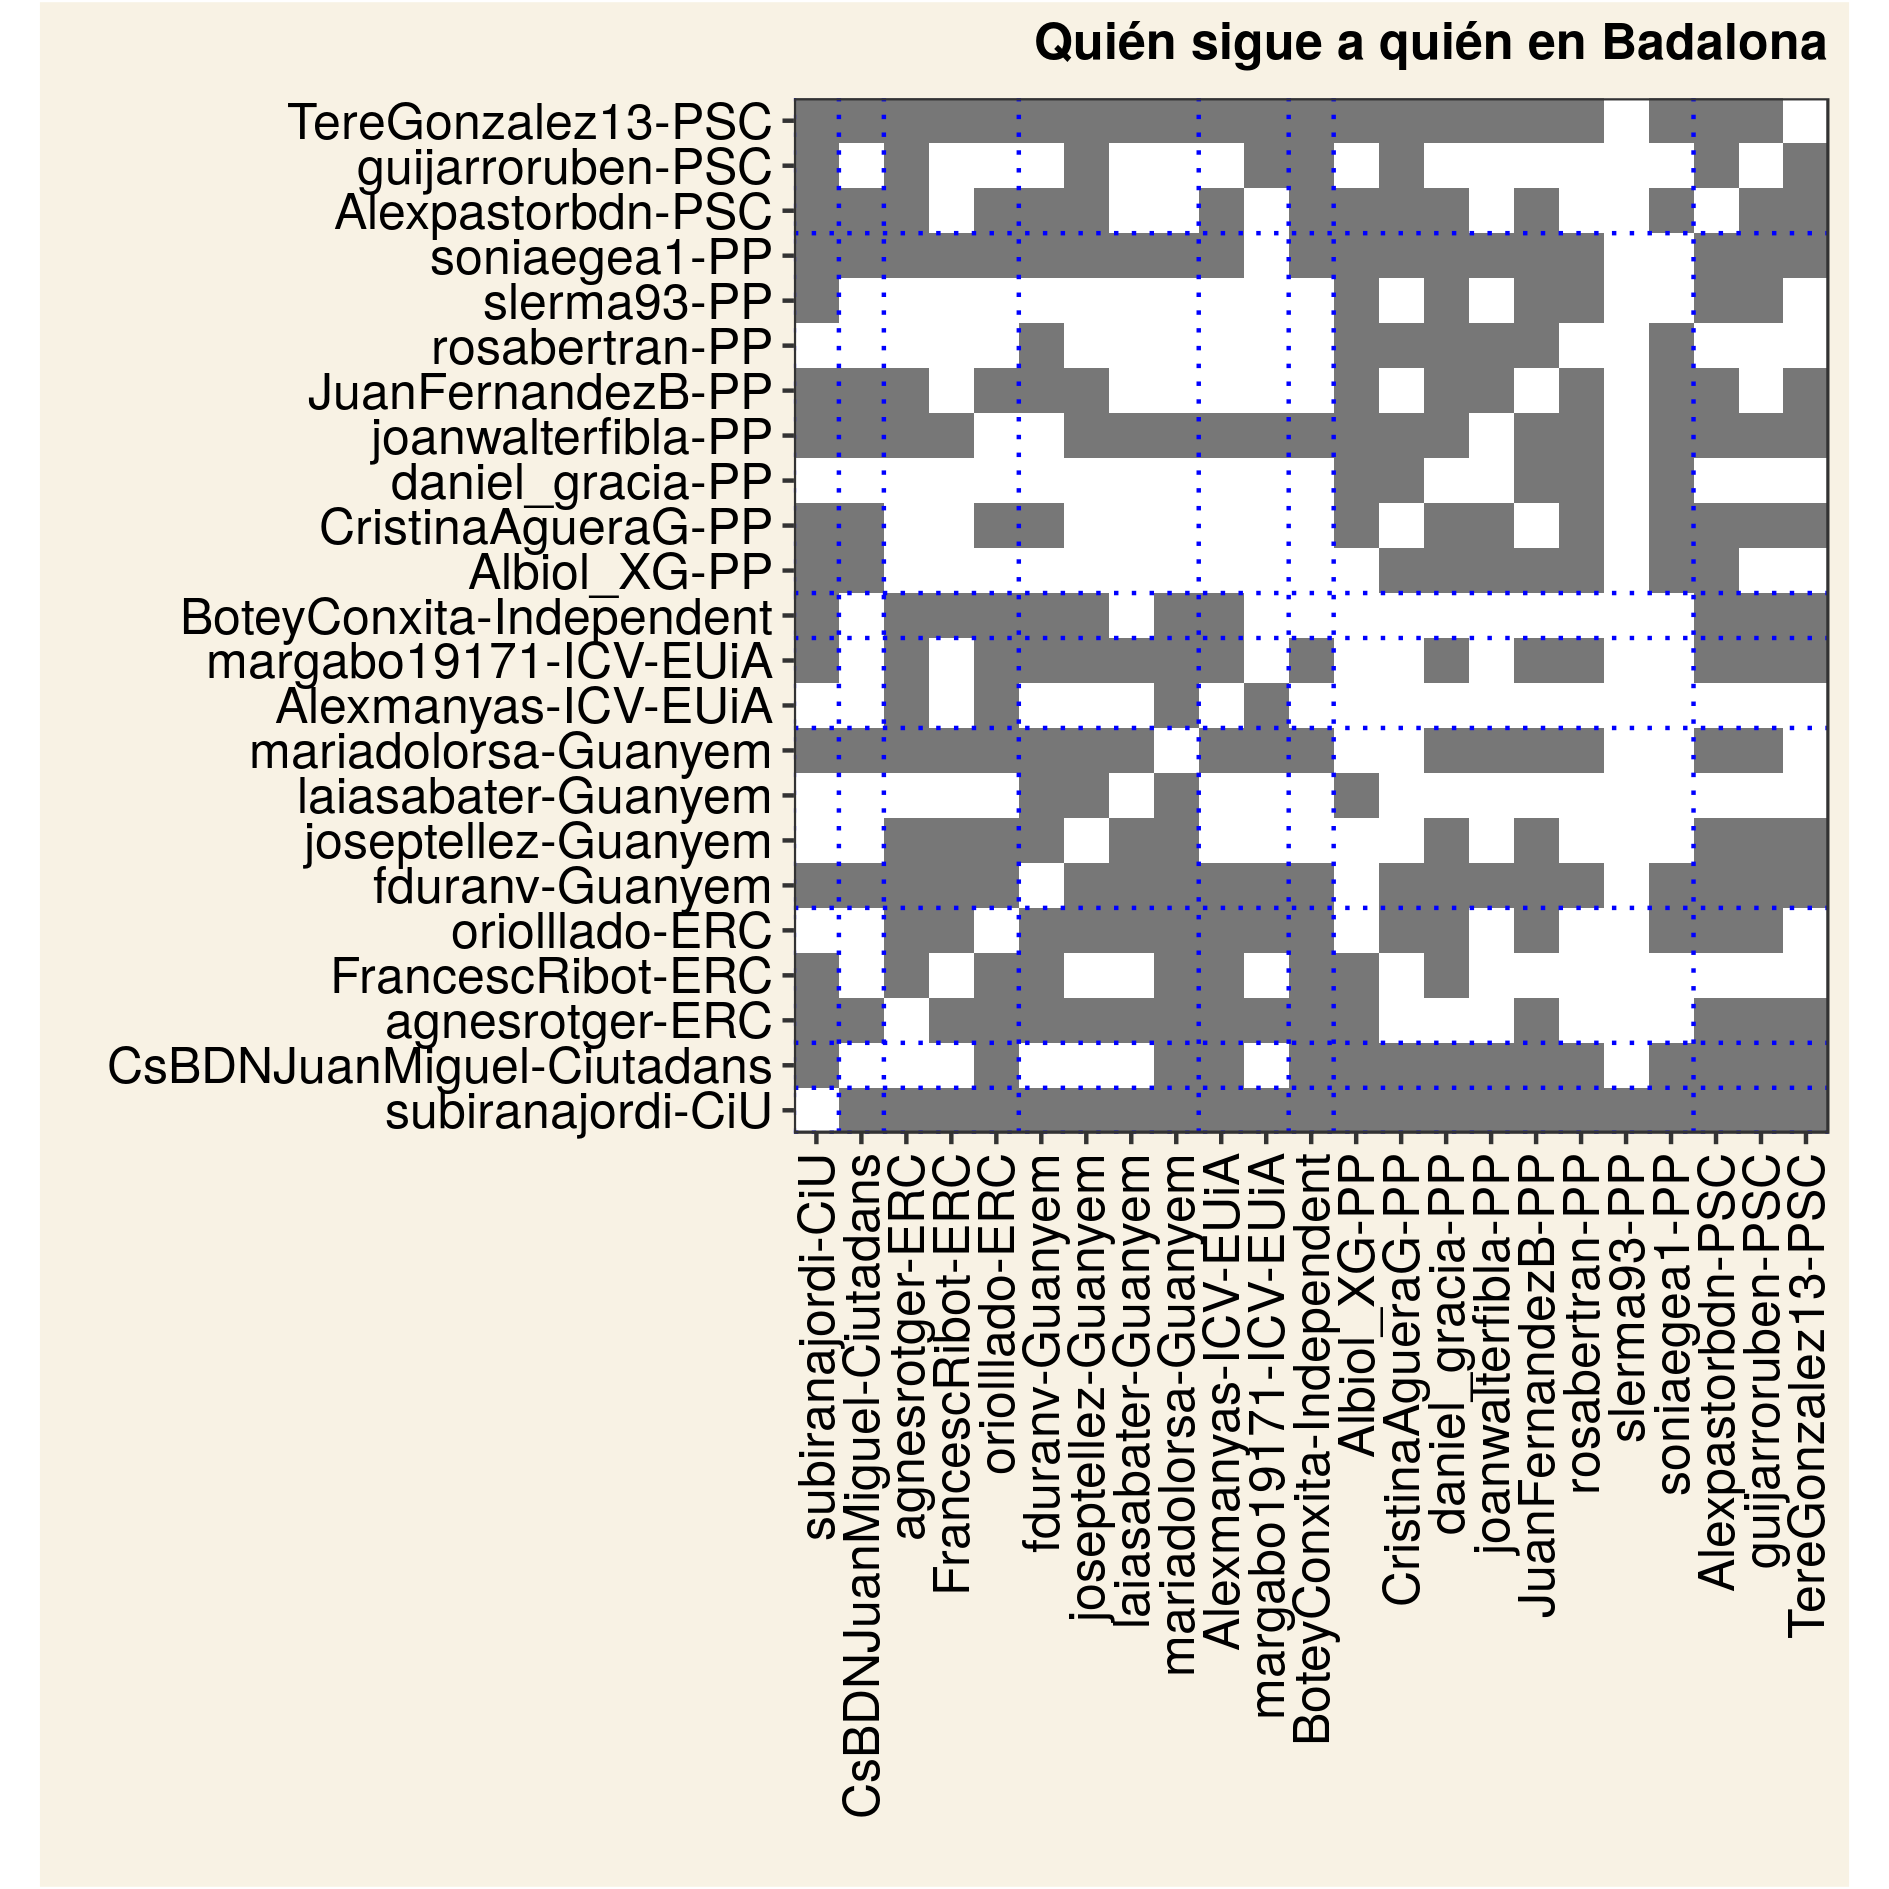 Quién sigue a quién en Badalona
TereGonzalez13-PSC
guijarroruben-PSC
Alexpastorbdn-PSC
soniaegea1-PP
slerma93-PP
rosabertran-PP
JuanFernandezB-PP
joanwalterfibla-PP
daniel_gracia-PP
CristinaAgueraG-PP
Albiol_XG-PP
BoteyConxita-Independent
margabo19171-ICV-EUiA
Alexmanyas-ICV-EUiA
mariadolorsa-Guanyem
laiasabater-Guanyem
joseptellez-Guanyem
fduranv-Guanyem
oriolllado-ERC
FrancescRibot-ERC
agnesrotger-ERC
CsBDNJuanMiguel-Ciutadans
subiranajordi-CiU
subiranajordi-CiU
CsBDNJuanMiguel-Ciutadans
agnesrotger-ERC
FrancescRibot-ERC
oriolllado-ERC
fduranv-Guanyem
joseptellez-Guanyem
laiasabater-Guanyem
mariadolorsa-Guanyem
Alexmanyas-ICV-EUiA
margabo19171-ICV-EUiA
BoteyConxita-Independent
Albiol_XG-PP
CristinaAgueraG-PP
daniel_gracia-PP
joanwalterfibla-PP
JuanFernandezB-PP
rosabertran-PP
slerma93-PP
soniaegea1-PP
Alexpastorbdn-PSC
guijarroruben-PSC
TereGonzalez13-PSC